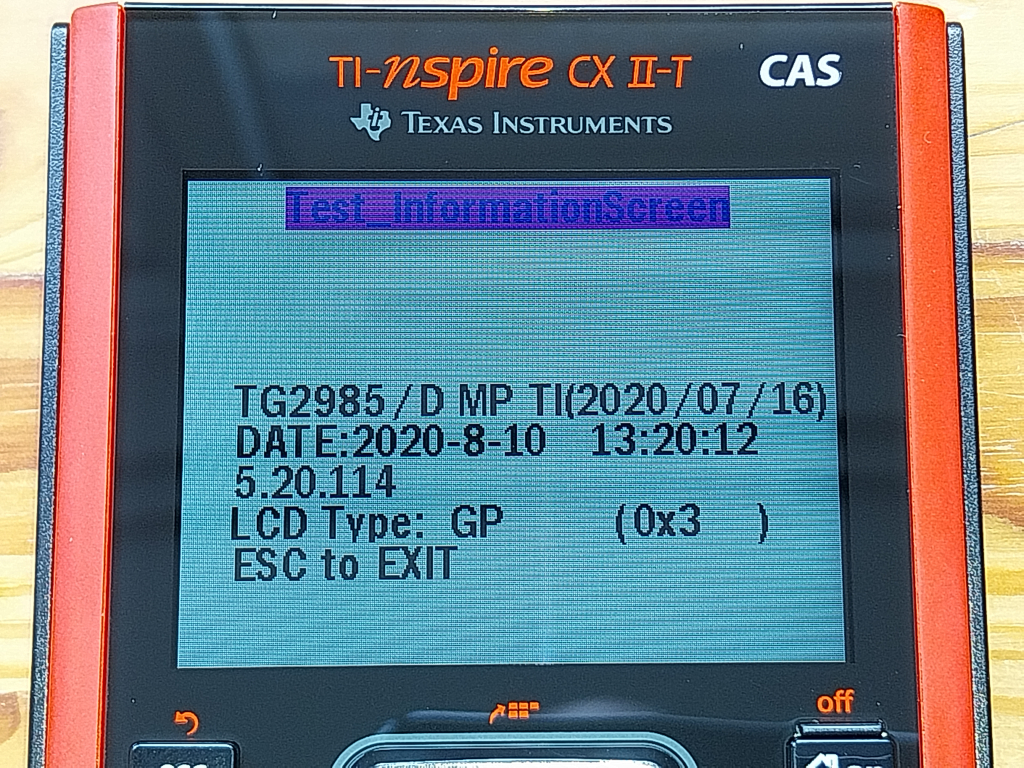 TI-nspire CX II-T CAS
TEXAS INSTRUMENTS
Test_InformationScreen
TG2985/D MP TI(2020/07/16)
DATE:2020-8-10 13:20:12
5.20.114
LCD Type: GP (0x3 )
ESC to EXIT
off